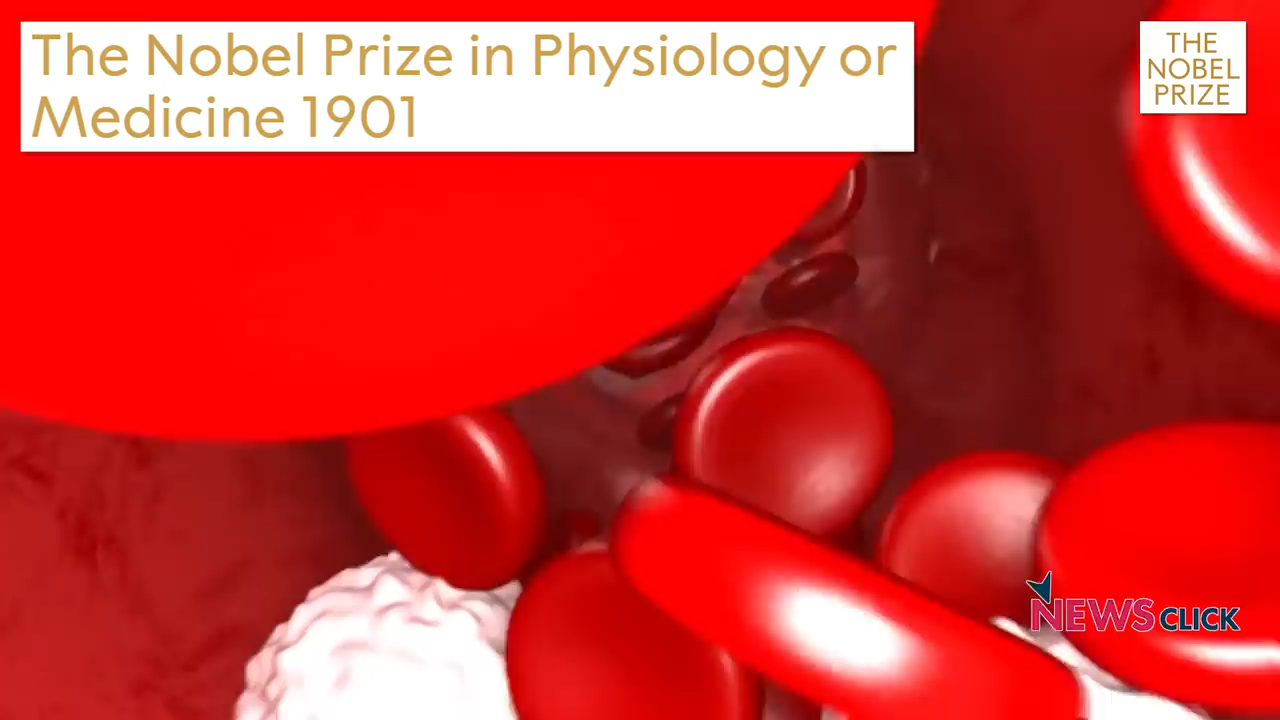 The Nobel Prize in Physiology or
Medicine 1901
THE
NOBEL
PRIZE
NEWSCLICK